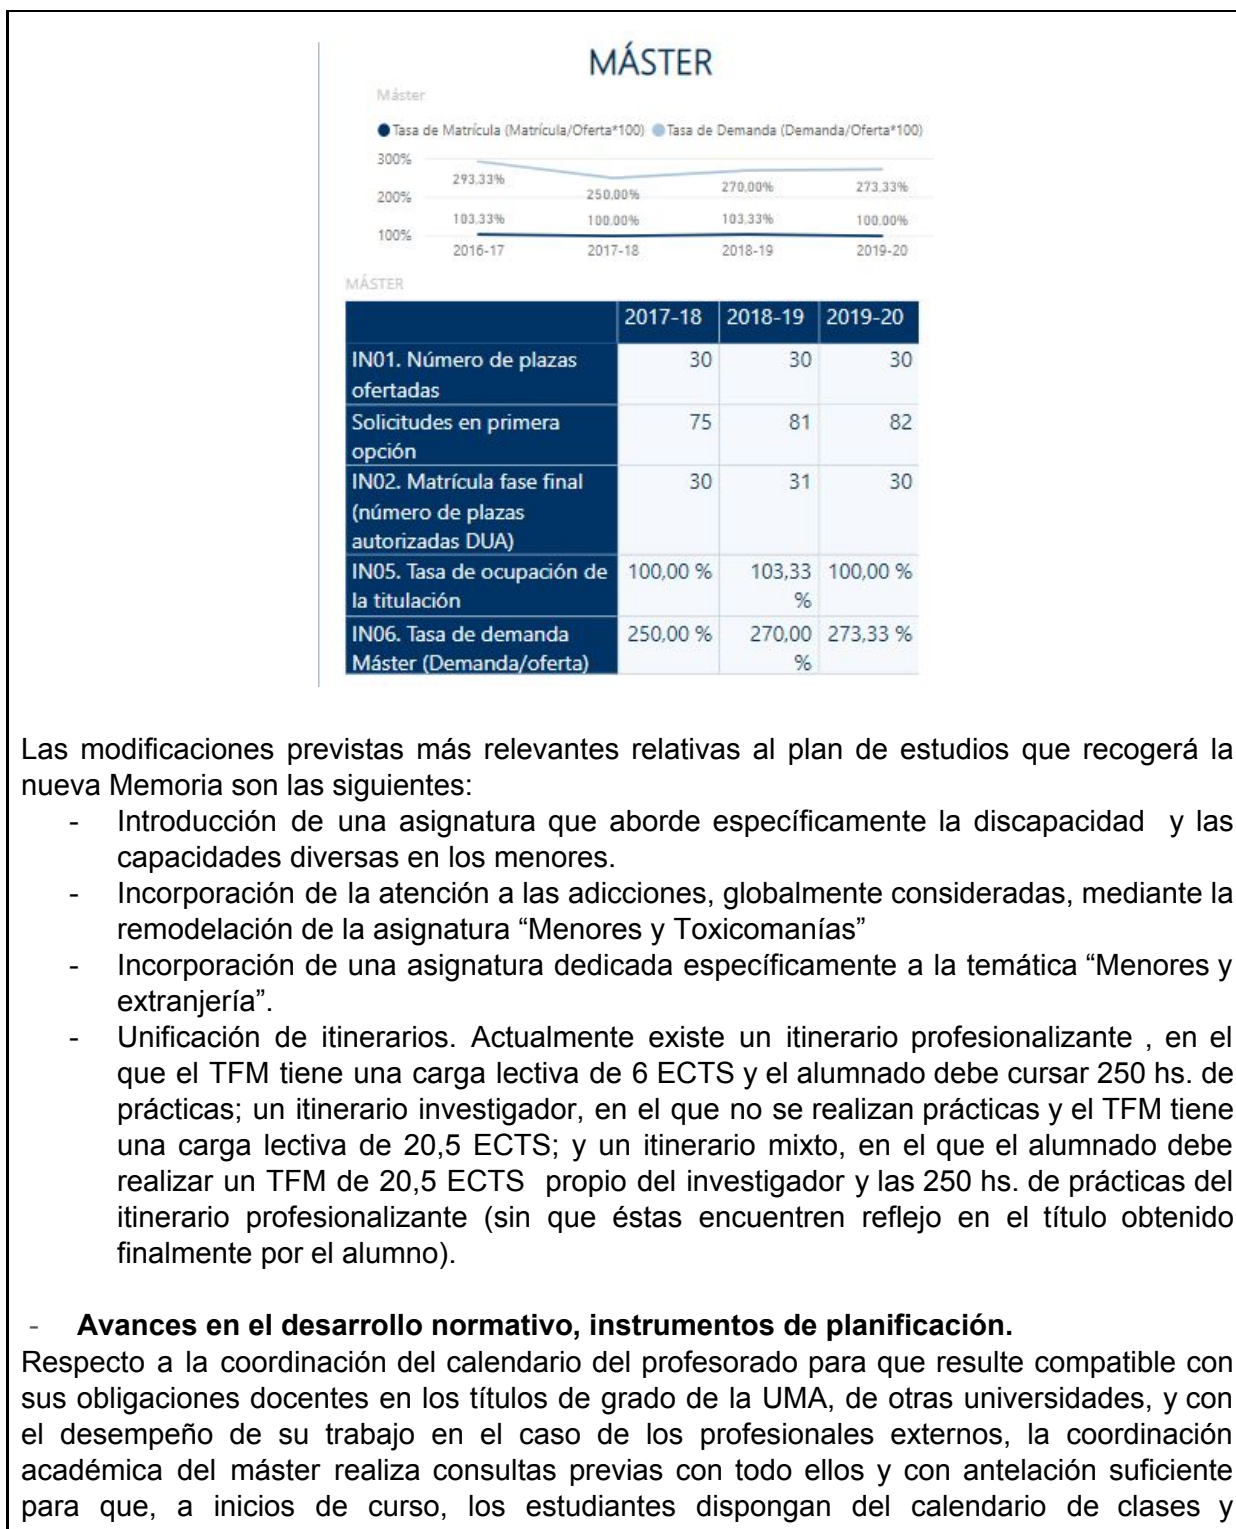 MÁSTER
Máster
Tasa de Matrícula (Matrícula/Oferta*100) Tasa de Demanda (Demanda/Oferta*100)
300%
293,33%
250,00%
270,00%
273,33%
200%
103,33%
100,00%
103,33%
100,00%
100%
2016-17 2017-18 2018-19 2019-20
MÁSTER
2017-18 2018-19 2019-20
IN01. Número de plazas 30 30 30
ofertadas
Solicitudes en primera 75 81 82
opción
IN02. Matrícula fase final 30 31 30
(número de plazas
autorizadas DUA)
IN05. Tasa de ocupación de 100,00 % 103,33 100,00 %
la titulación %
IN06. Tasa de demanda 250,00 % 270,00 273,33 %
Máster (Demanda/oferta) %
Las modificaciones previstas más relevantes relativas al plan de estudios que recogerá la
nueva Memoria son las siguientes:
- Introducción de una asignatura que aborde específicamente la discapacidad y las
capacidades diversas en los menores.
- Incorporación de la atención a las adicciones, globalmente consideradas, mediante la
remodelación de la asignatura “Menores y Toxicomanías”
- Incorporación de una asignatura dedicada específicamente a la temática “Menores y
extranjería”.
- Unificación de itinerarios. Actualmente existe un itinerario profesionalizante , en el
que el TFM tiene una carga lectiva de 6 ECTS y el alumnado debe cursar 250 hs. de
prácticas; un itinerario investigador, en el que no se realizan prácticas y el TFM tiene
una carga lectiva de 20,5 ECTS; y un itinerario mixto, en el que el alumnado debe
realizar un TFM de 20,5 ECTS propio del investigador y las 250 hs. de prácticas del
itinerario profesionalizante (sin que éstas encuentren reflejo en el título obtenido
finalmente por el alumno).
- Avances en el desarrollo normativo, instrumentos de planificación.
Respecto a la coordinación del calendario del profesorado para que resulte compatible con
sus obligaciones docentes en los títulos de grado de la UMA, de otras universidades, y con
el desempeño de su trabajo en el caso de los profesionales externos, la coordinación
académica del máster realiza consultas previas con todo ellos y con antelación suficiente
para que, a inicios de curso, los estudiantes dispongan del calendario de clases y